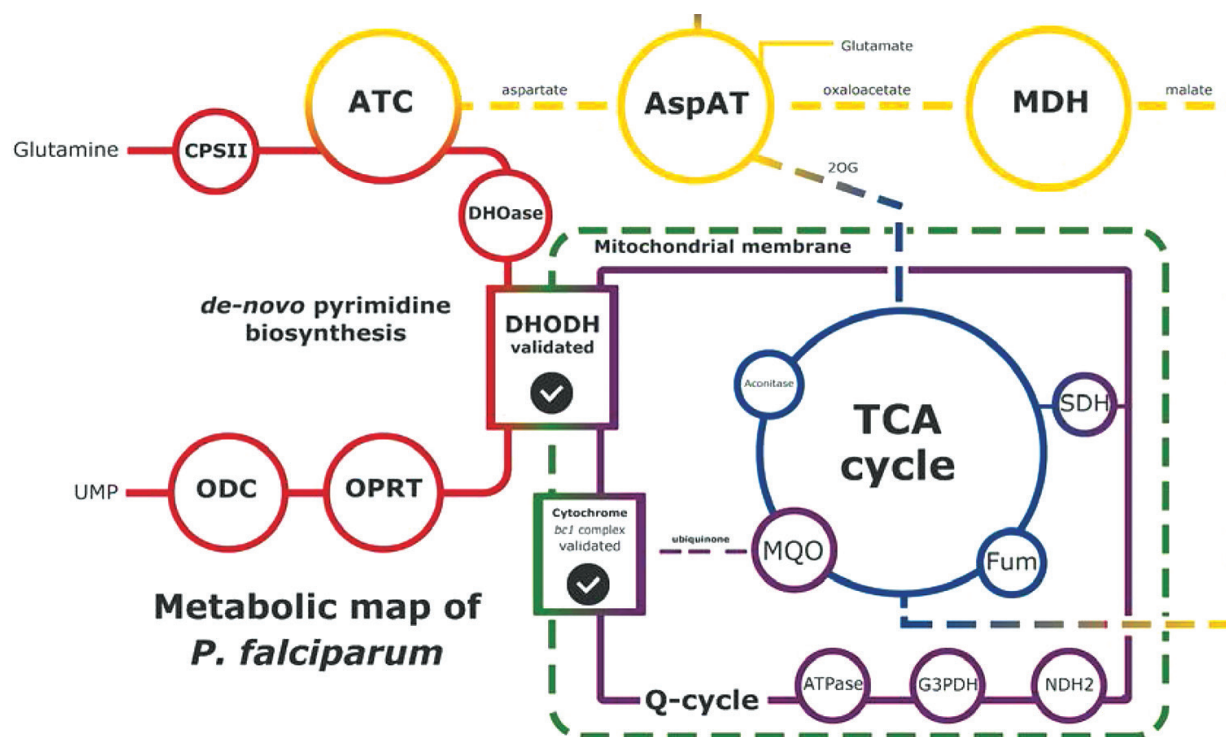 Glutamate
ATC
aspartate
AspAT
oxaloacetate
MDH
malate
Glutamine
CPSII
2OG
DHOase
Mitochondrial membrane
de-novo pyrimidine
biosynthesis
DHODH
validated
Aconitase
TCA
cycle
SDH
UMP
ODC
OPRT
Cytochrome
bc1 complex
validated
ubiquinone
MQO
Fum
Metabolic map of
P. falciparum
Q-cycle
ATPase
G3PDH
NDH2